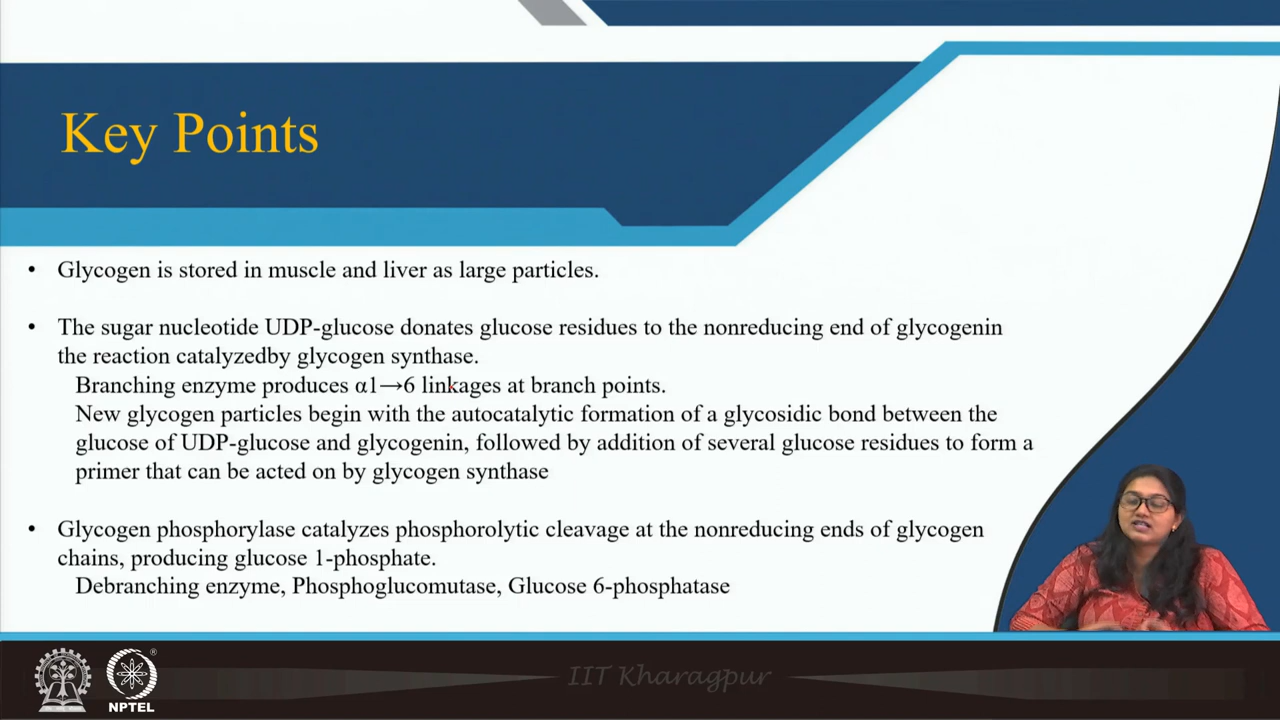 Key Points
• Glycogen is stored in muscle and liver as large particles.
• The sugar nucleotide UDP-glucose donates glucose residues to the nonreducing end of glycogenin
the reaction catalyzedby glycogen synthase.
Branching enzyme produces α1→6 linkages at branch points.
New glycogen particles begin with the autocatalytic formation of a glycosidic bond between the
glucose of UDP-glucose and glycogenin, followed by addition of several glucose residues to form a
primer that can be acted on by glycogen synthase
• Glycogen phosphorylase catalyzes phosphorolytic cleavage at the nonreducing ends of glycogen
chains, producing glucose 1-phosphate.
Debranching enzyme, Phosphoglucomutase, Glucose 6-phosphatase
IIT Kharagpur
®
NPTEL